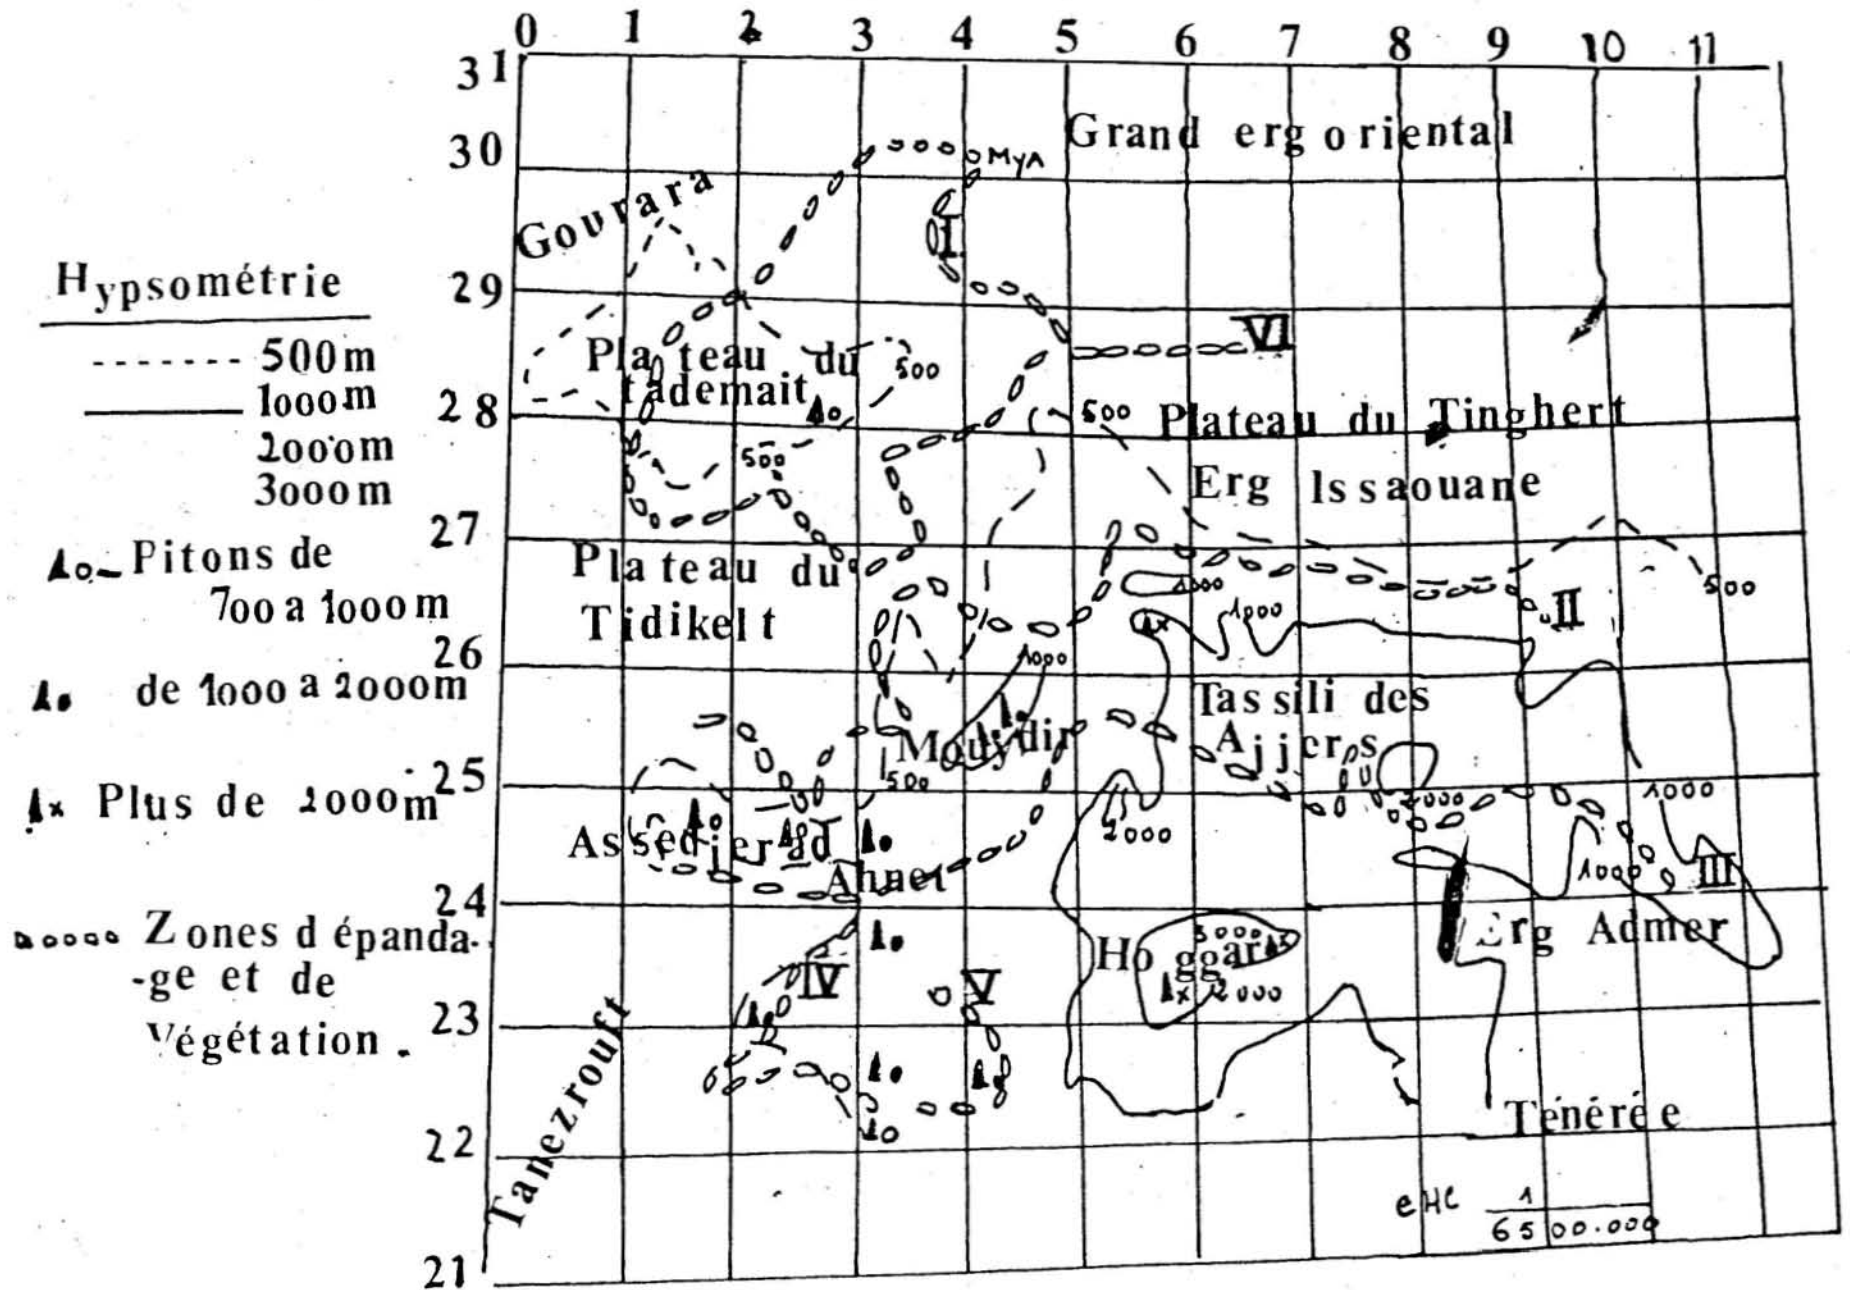 0 1 2 3 4 5 6 7 8 9 10 11
31
30
29
28
27
26
25
24
23
22
21
Hypsométrie
500m
1000m
2000m
3000m
Pitons de
700 a 1000m
de 1000 a 2000m
Plus de 2000m
Zones d épanda-
-ge et de
végétation.
Grand erg oriental
MyA
Gourara
I
VI
Plateau du
tademait
500
500
500
Plateau du Tinghert
Erg Issaouane
Plateau du
Tidikelt
1000
1000
500
II
1000
Tassili des
Ajjers
Mouydir
500
2000
1000
2000
Assedjerad
Ahnet
1000
III
Erg Admer
Hoggar
3000
2000
IV
V
Tanezrouft
Ténérée
eHC 1
6500.000